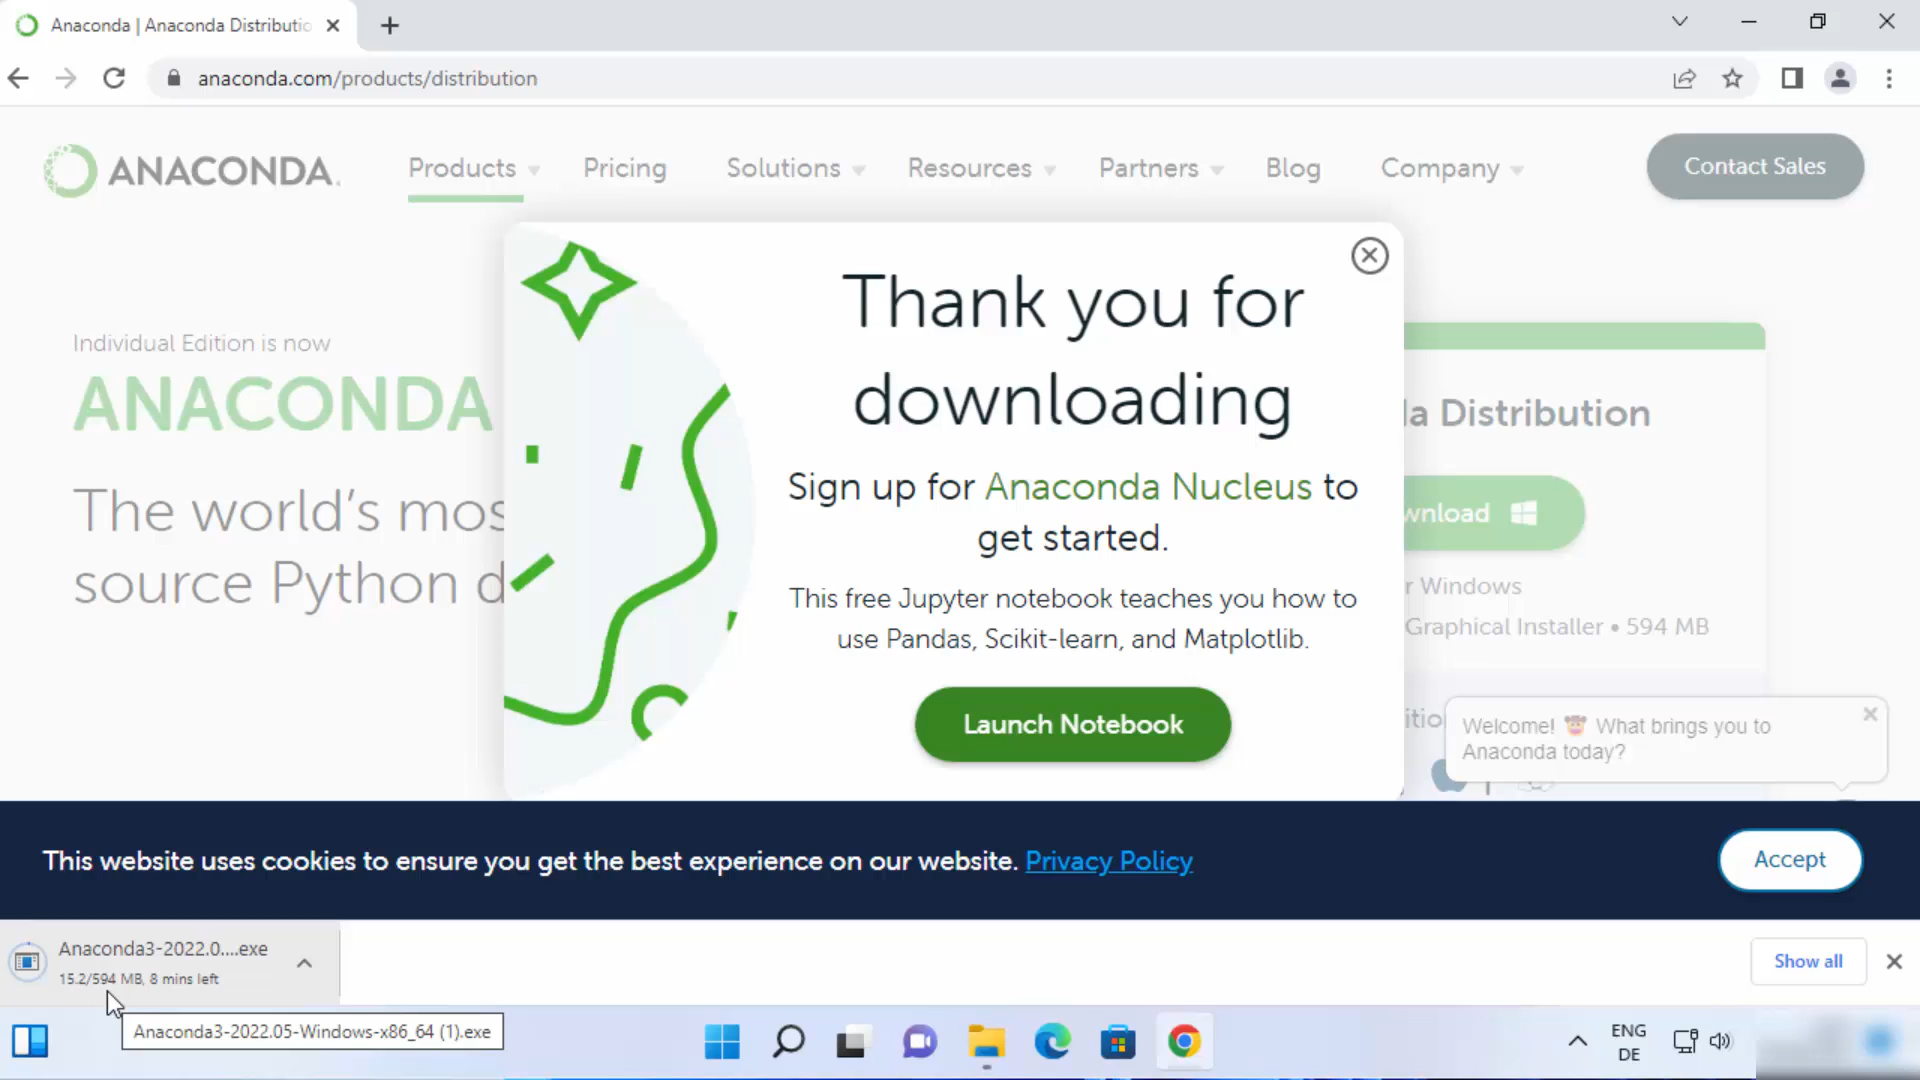 Anaconda | Anaconda Distributio
anaconda.com/products/distribution
ANACONDA.
Products
Pricing
Solutions
Resources
Partners
Blog
Company
Contact Sales
Individual Edition is now
ANACONDA
The world's mos
source Python d
Thank you for
downloading
Sign up for Anaconda Nucleus to
get started.
This free Jupyter notebook teaches you how to
use Pandas, Scikit-learn, and Matplotlib.
Launch Notebook
a Distribution
wnload
r Windows
Graphical Installer • 594 MB
itio
Welcome! What brings you to
Anaconda today?
This website uses cookies to ensure you get the best experience on our website. Privacy Policy
Accept
Anaconda3-2022.0....exe
15.2/594 MB, 8 mins left
Show all
Anaconda3-2022.05-Windows-x86_64 (1).exe
ENG
DE